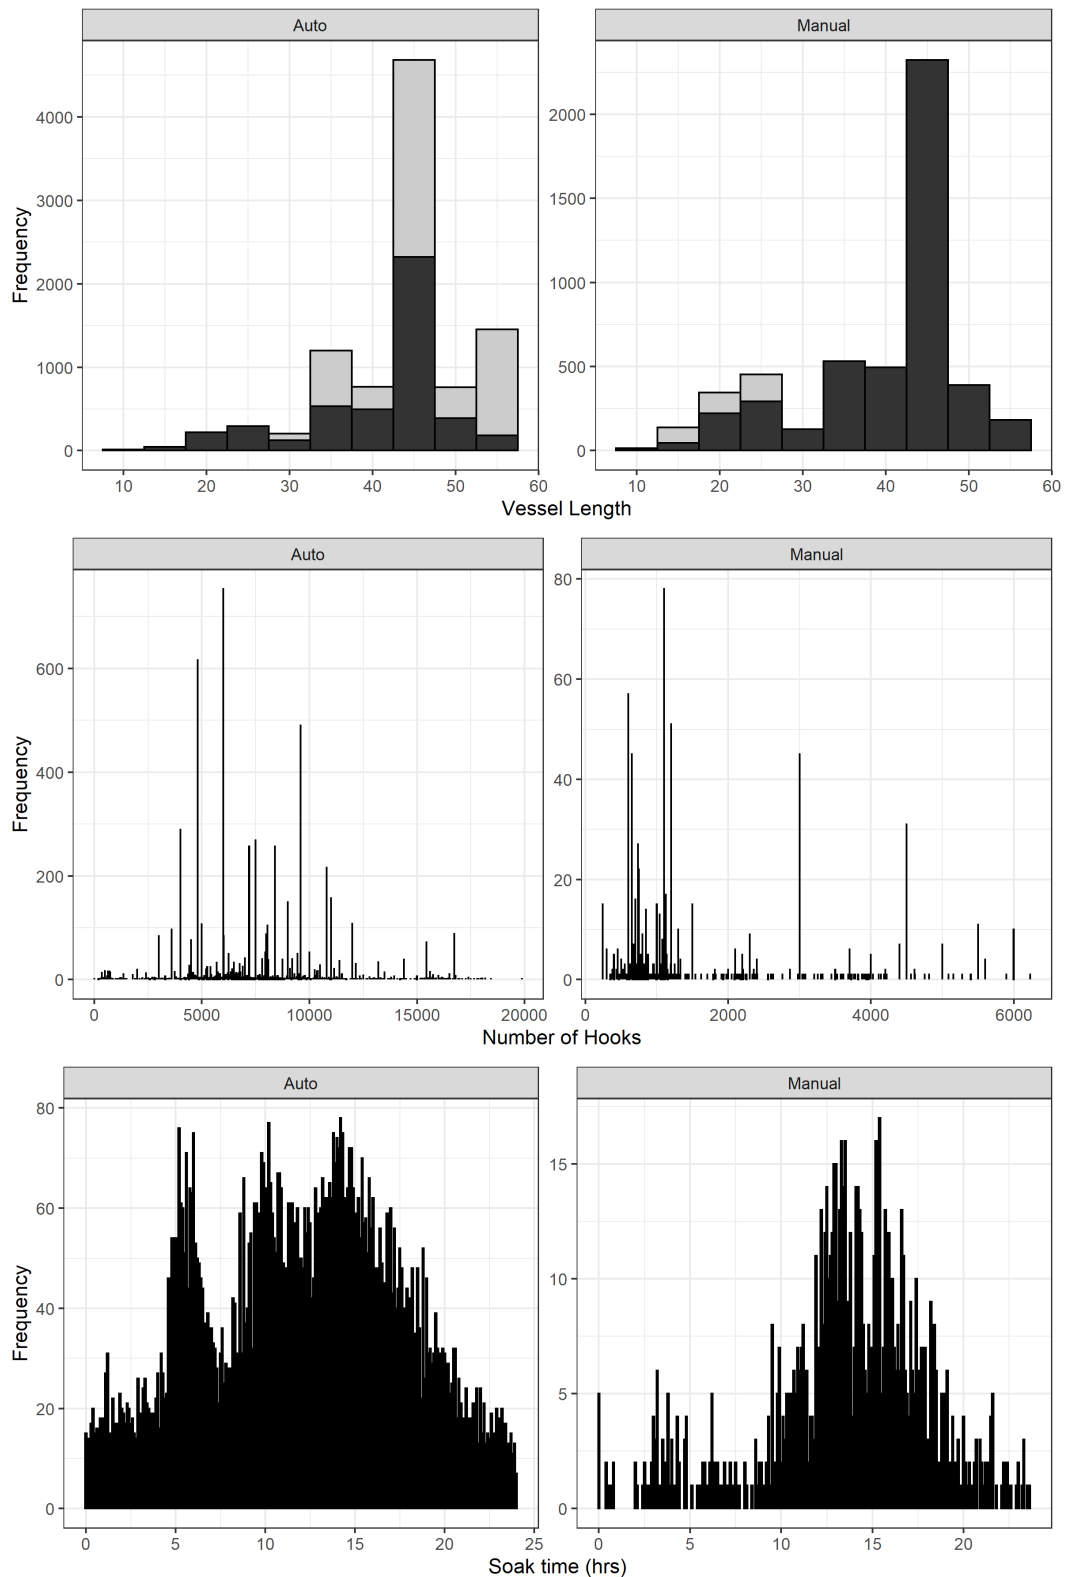 Auto
Manual
Frequency
4000
3000
2000
1000
0
2000
1500
1000
500
0
10 20 30 40 50 60
10 20 30 40 50 60
Vessel Length
Auto
Manual
Frequency
600
400
200
0
80
60
40
20
0
0 5000 10000 15000 20000
0 2000 4000 6000
Number of Hooks
Auto
Manual
Frequency
80
60
40
20
0
15
10
5
0
0 5 10 15 20 25
0 5 10 15 20
Soak time (hrs)